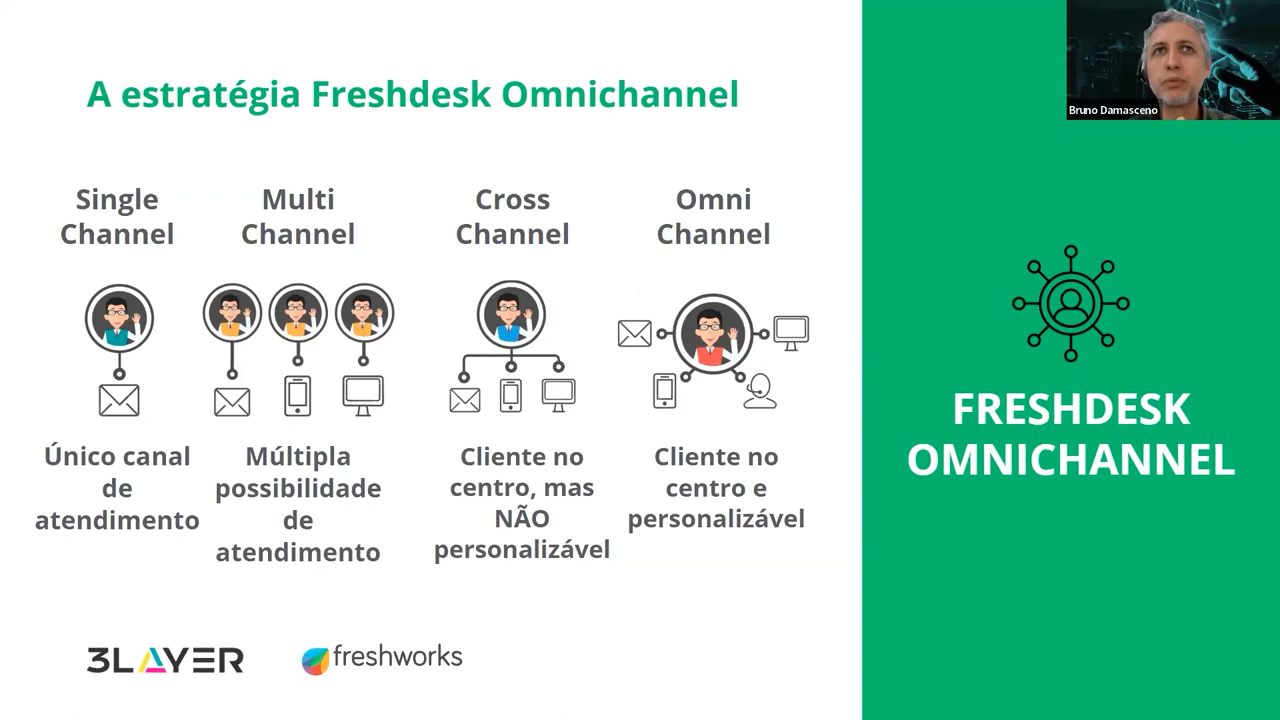 A estratégia Freshdesk Omnichannel
Single
Channel
Multi
Channel
Cross
Channel
Omni
Channel
Único canal
de
atendimento
Múltipla
possibilidade
de
atendimento
Cliente no
centro, mas
NÃO
personalizável
Cliente no
centro e
personalizável
3LAYER
freshworks
Bruno Damasceno
FRESHDESK
OMNICHANNEL